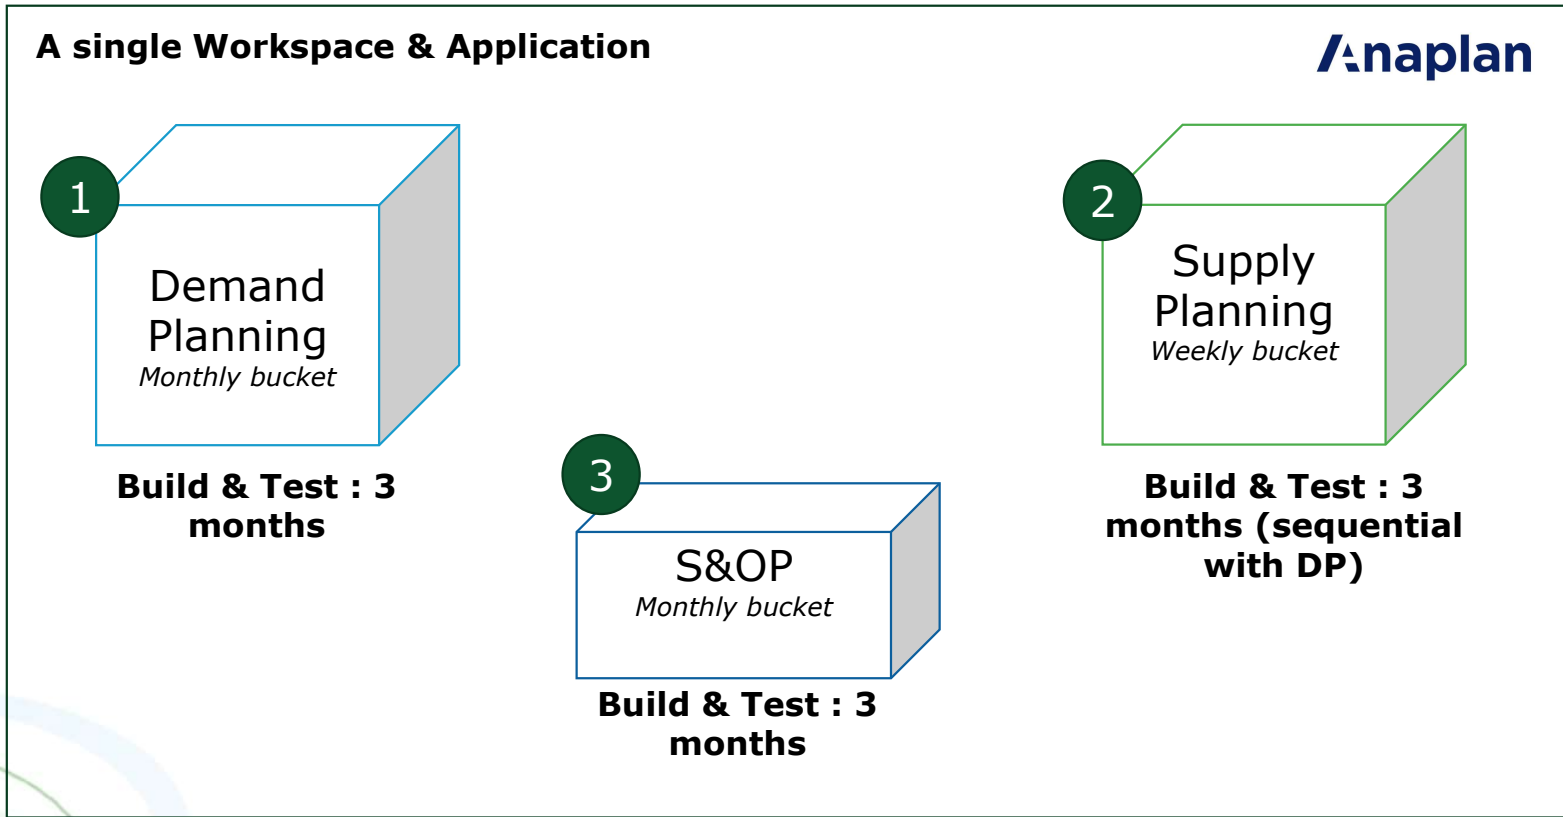 A single Workspace & Application
Anaplan
1
Demand
Planning
Monthly bucket
Build & Test : 3
months
2
Supply
Planning
Weekly bucket
Build & Test : 3
months (sequential
with DP)
3
S&OP
Monthly bucket
Build & Test : 3
months